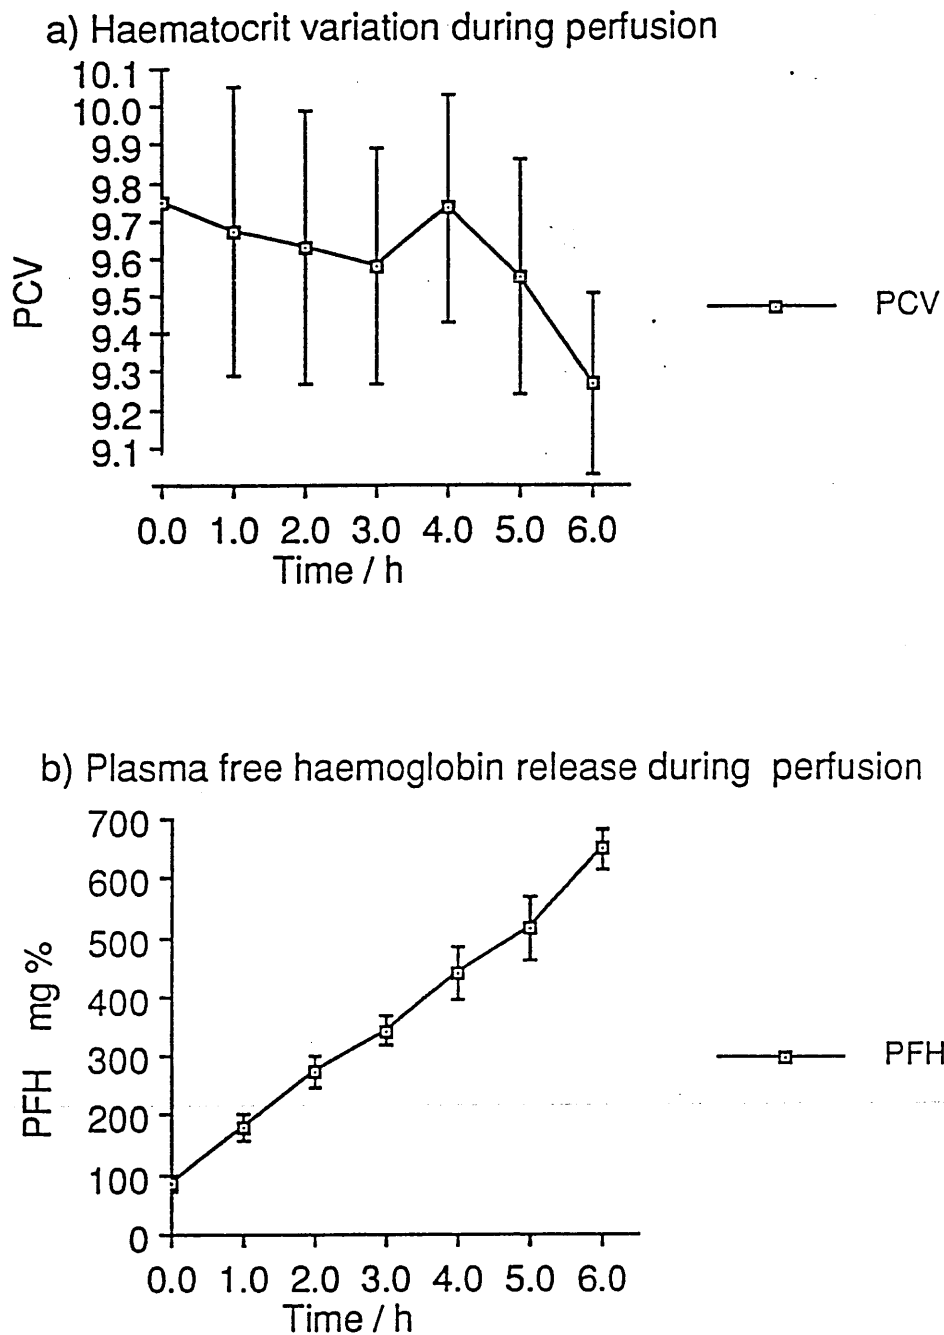 a) Haematocrit variation during perfusion
10.1
10.0
9.9
9.8
9.7
9.6
9.5
9.4
9.3
9.2
9.1
PCV
PCV
0.0 1.0 2.0 3.0 4.0 5.0 6.0
Time / h
b) Plasma free haemoglobin release during perfusion
700
600
500
400
300
200
100
0
PFH mg %
PFH
0.0 1.0 2.0 3.0 4.0 5.0 6.0
Time / h